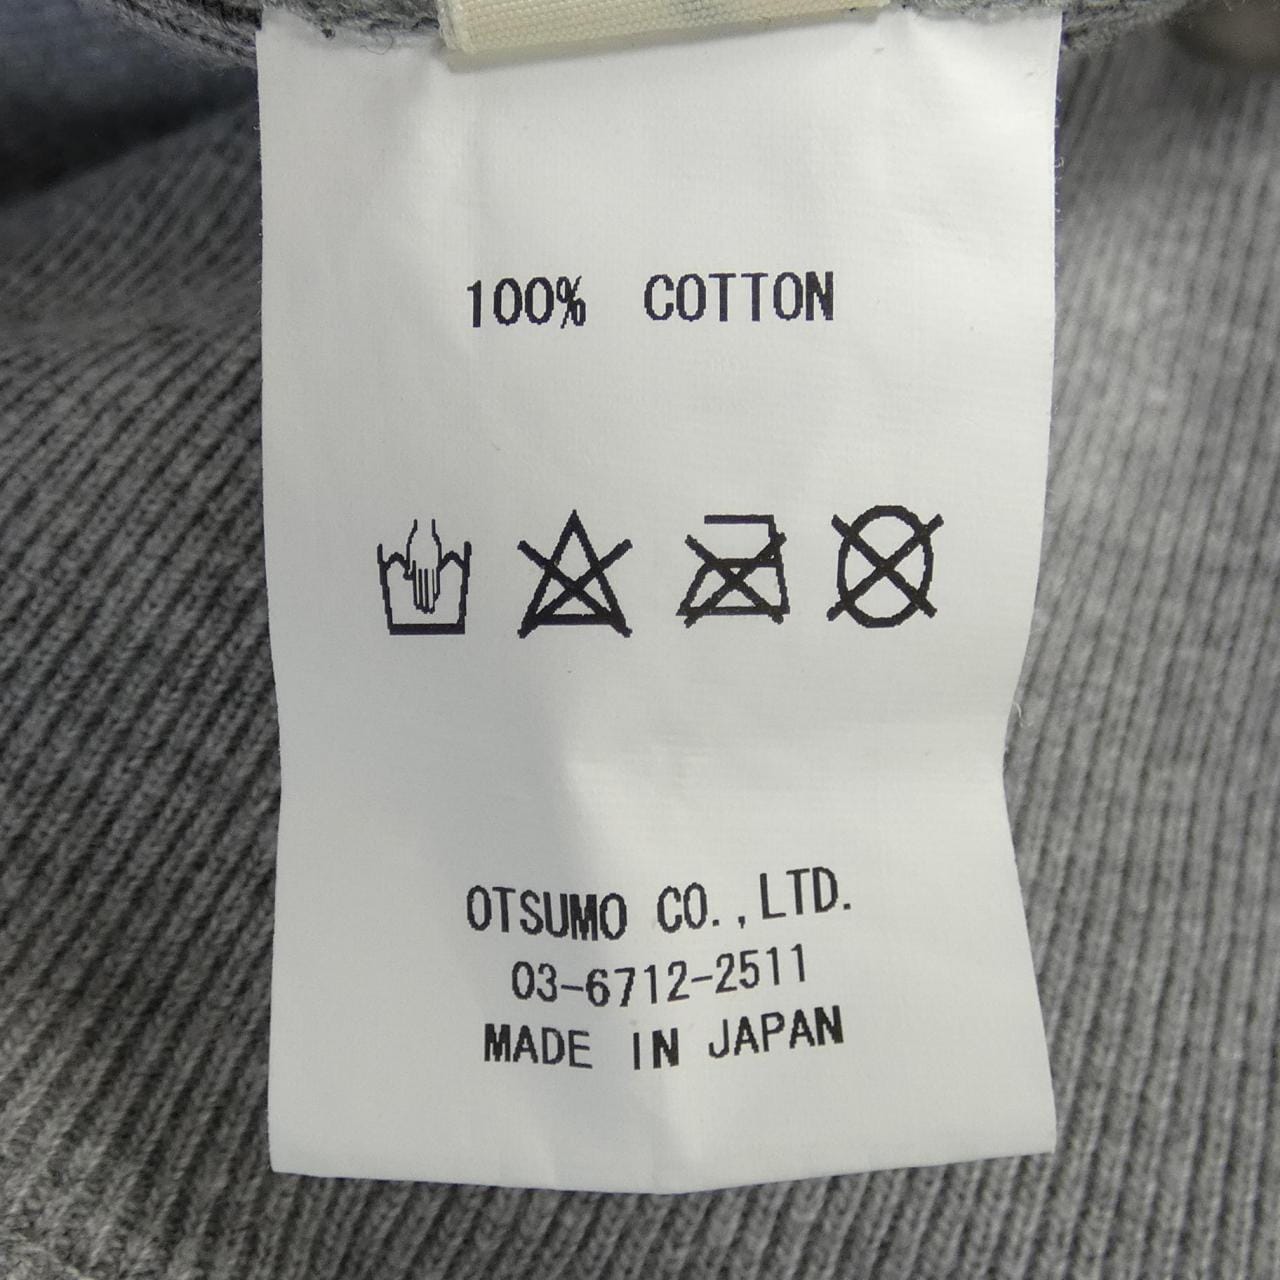 100% COTTON
OTSUMO CO.,LTD.
03-6712-2511
MADE IN JAPAN